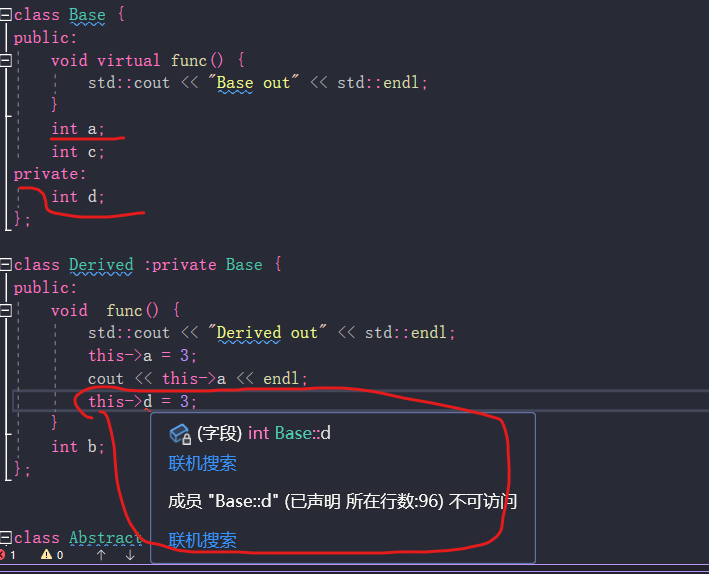 class Base {
public:
void virtual func() {
std::cout << "Base out" << std::endl;
}
int a;
int c;
private:
int d;
};
class Derived :private Base {
public:
void func() {
std::cout << "Derived out" << std::endl;
this->a = 3;
cout << this->a << endl;
this->d = 3;
}
(字段) int Base::d
int b;
联机搜索
};
成员 "Base::d" (已声明 所在行数:96) 不可访问
class Abstract
联机搜索
1 0 ↑ ↓